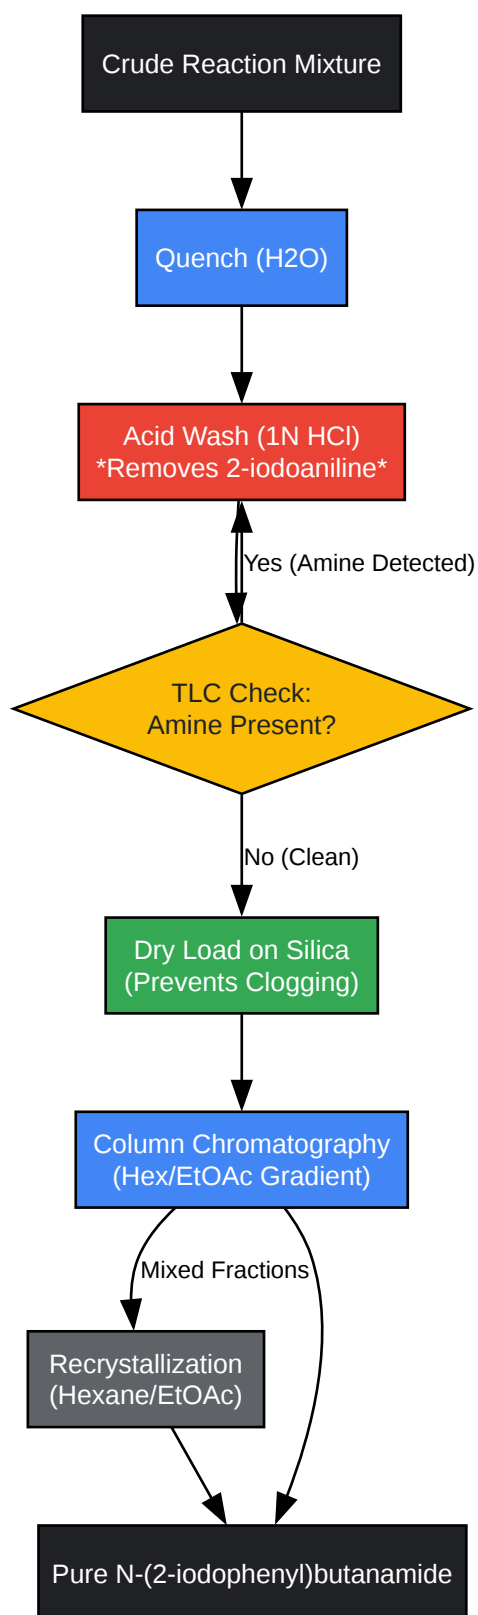 Crude Reaction Mixture
Quench (H2O)
Acid Wash (1N HCl)
*Removes 2-iodoaniline*
Yes (Amine Detected)
TLC Check:
Amine Present?
No (Clean)
Dry Load on Silica
(Prevents Clogging)
Column Chromatography
(Hex/EtOAc Gradient)
Mixed Fractions
Recrystallization
(Hexane/EtOAc)
Pure N-(2-iodophenyl)butanamide